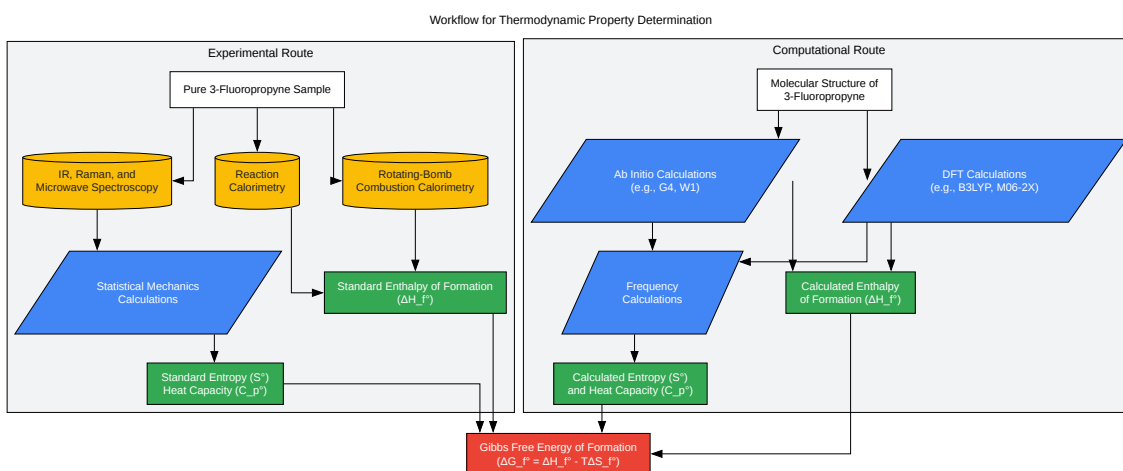 Workflow for Thermodynamic Property Determination
Experimental Route
Pure 3-Fluoropropyne Sample
IR, Raman, and
Microwave Spectroscopy
Reaction
Calorimetry
Rotating-Bomb
Combustion Calorimetry
Statistical Mechanics
Calculations
Standard Enthalpy of Formation
(ΔH_f°)
Standard Entropy (S°)
Heat Capacity (C_p°)
Computational Route
Molecular Structure of
3-Fluoropropyne
Ab Initio Calculations
(e.g., G4, W1)
DFT Calculations
(e.g., B3LYP, M06-2X)
Frequency
Calculations
Calculated Enthalpy
of Formation (ΔH_f°)
Calculated Entropy (S°)
and Heat Capacity (C_p°)
Gibbs Free Energy of Formation
(ΔG_f° = ΔH_f° - TΔS_f°)